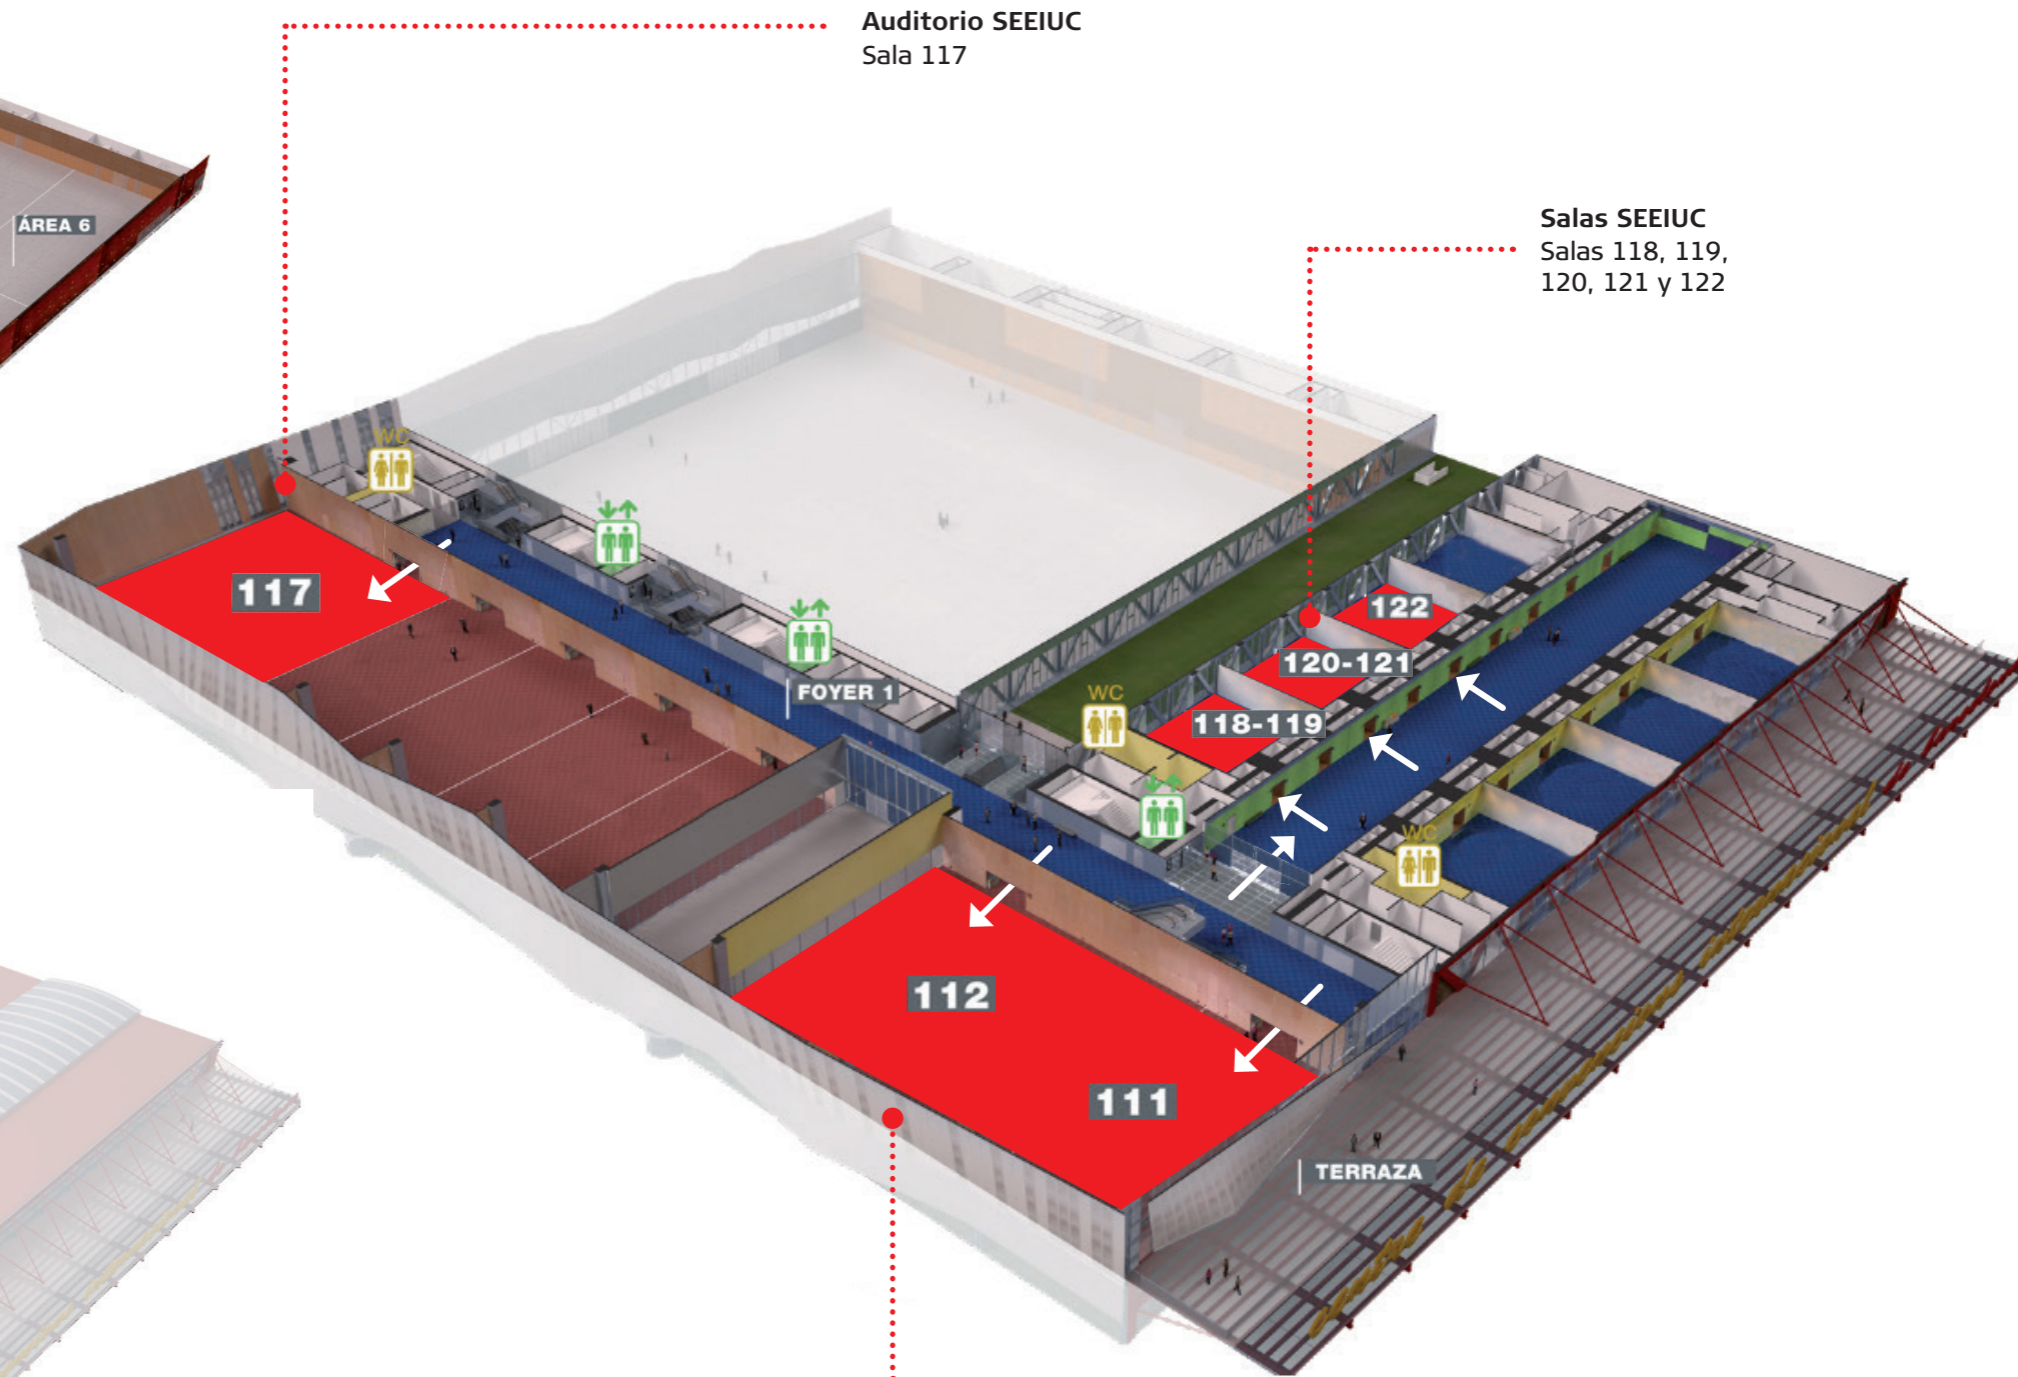 Auditorio SEEIUC
Sala 117
Salas SEEIUC
Salas 118, 119,
120, 121 y 122
ÁREA 6
WC
117
122
120-121
FOYER 1
WC
118-119
WC
112
111
TERRAZA